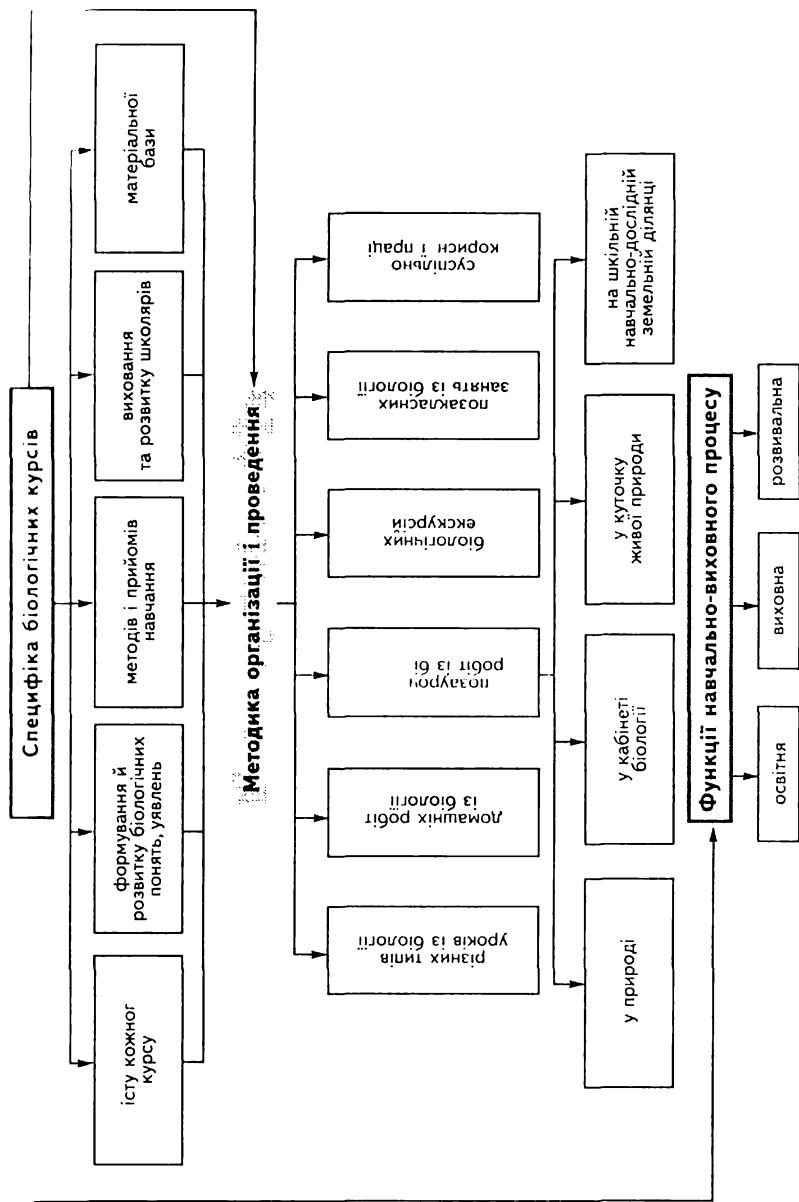 Специфіка біологічних курсів
істу кожног
курсу
формування й
розвитку біологічних
понять, уявлень
методів і прийомів
навчання
виховання
та розвитку школярів
матеріальної
бази
Методика організації і проведення
різних типів
уроків із біології
домашніх робіт
із біології
позауроч
робіт із бі
біологічних
екскурсій
позакласних
занять із біології
суспільно
корисн і праці
у природі
у кабінеті
біології
у куточку
живої природи
на шкільній
навчально-дослідній
земельній ділянці
Функції навчально-виховного процесу
освітня
виховна
розвивальна